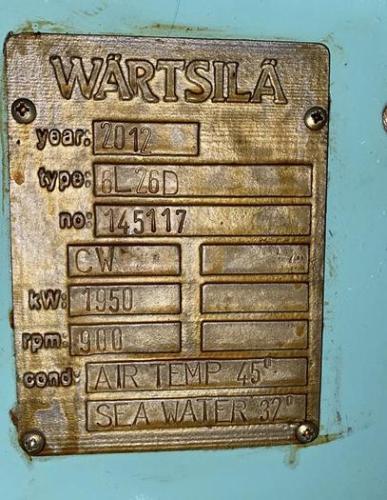 WÄRTSILÄ
year: 2012
type: 6L26D
no: 145117
CW
kW: 1950
rpm: 900
cond: AIR TEMP 45°
SEA WATER 32°